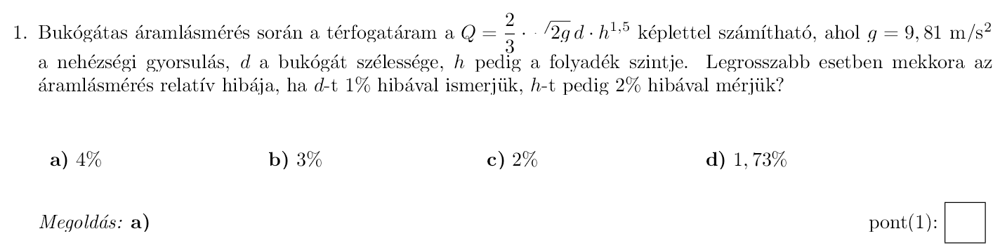 1. Bukógátas áramlásmérés során a térfogatáram a $Q = \frac{2}{3} \cdot \sqrt{2g}\, d \cdot h^{1,5}$ képlettel számítható, ahol $g = 9,81$ m/s$^2$
a nehézségi gyorsulás, $d$ a bukógát szélessége, $h$ pedig a folyadék szintje. Legrosszabb esetben mekkora az
áramlásmérés relatív hibája, ha $d$-t 1% hibával ismerjük, $h$-t pedig 2% hibával mérjük?
a) 4% b) 3% c) 2% d) 1,73%
Megoldás: a) pont(1):